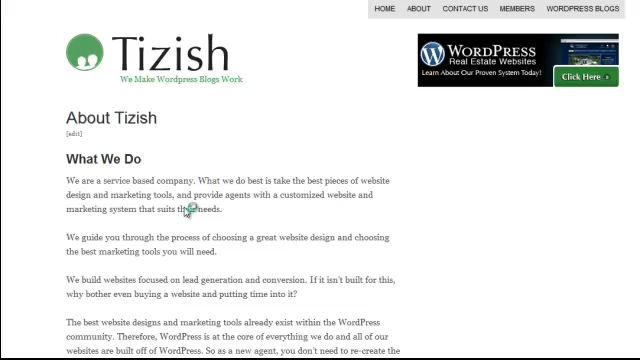 HOME ABOUT CONTACT US MEMBERS WORDPRESS BLOGS
Tizish
We Make Wordpress Blogs Work
WORDPRESS
Real Estate Websites
Learn About Our Proven System Today!
Click Here
About Tizish
[edit]
What We Do
We are a service based company. What we do best is take the best pieces of website
design and marketing tools, and provide agents with a customized website and
marketing system that suits their needs.
We guide you through the process of choosing a great website design and choosing
the best marketing tools you will need.
We build websites focused on lead generation and conversion. If it isn't built for this,
why bother even buying a website and putting time into it?
The best website designs and marketing tools already exist within the WordPress
community. Therefore, WordPress is at the core of everything we do and all of our
websites are built off of WordPress. So as a new agent, you don't need to re-create the